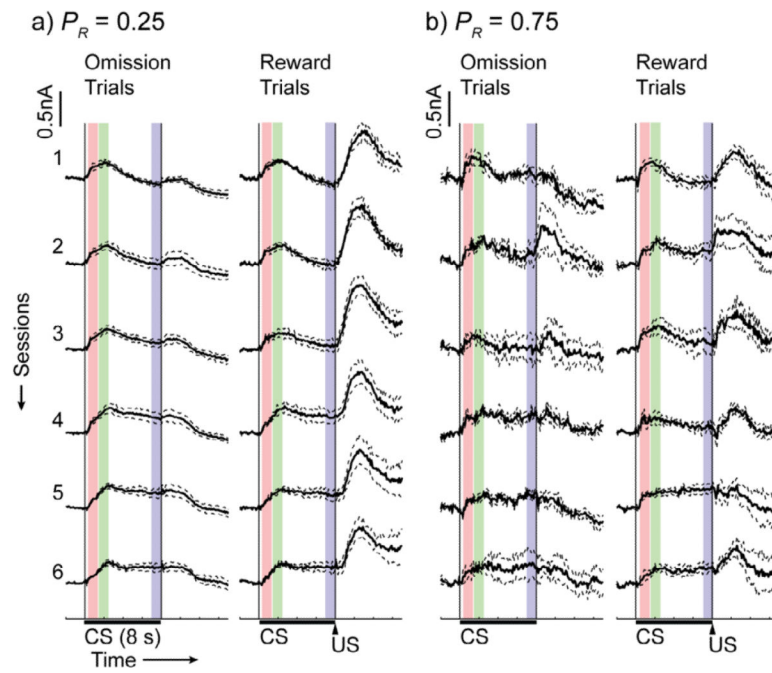 a) P_R = 0.25
b) P_R = 0.75
Omission Trials
Reward Trials
Omission Trials
Reward Trials
0.5nA
0.5nA
1
2
3
4
5
6
← Sessions
CS (8 s)
CS
US
CS
CS
US
Time →